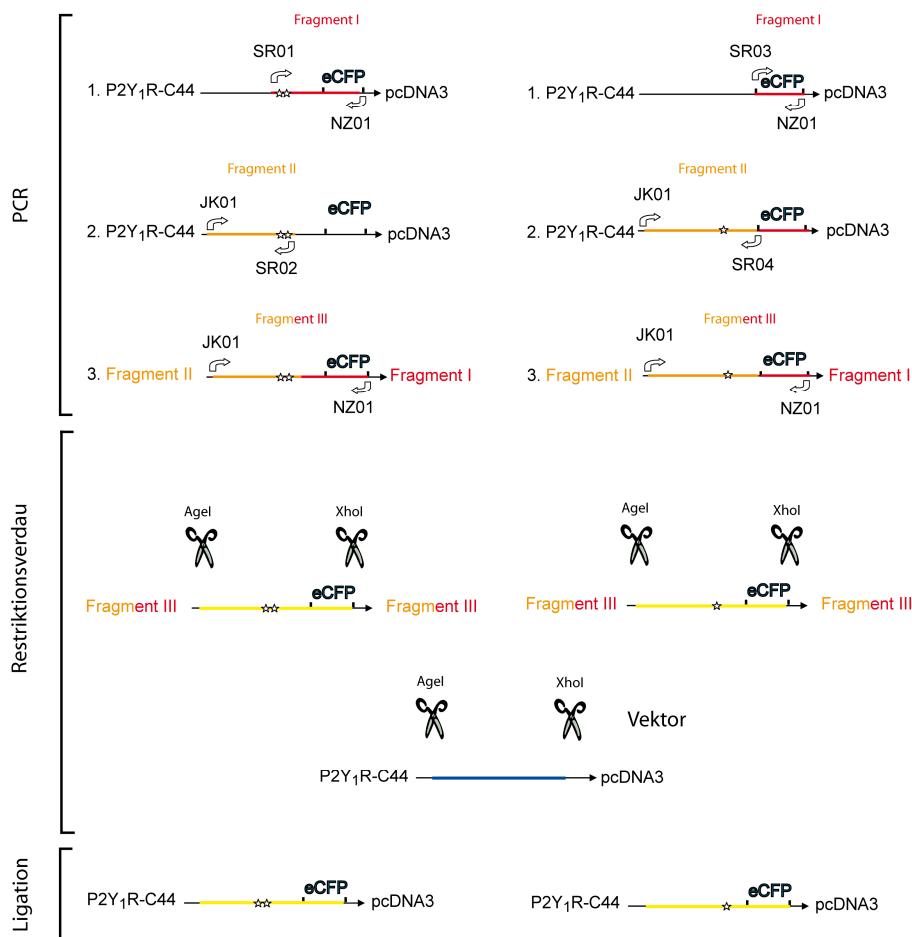 Fragment I
Fragment I
SR01
SR03
eCFP
eCFP
1. P2Y1R-C44
pcDNA3
1. P2Y1R-C44
pcDNA3
NZ01
NZ01
PCR
Fragment II
Fragment II
JK01
JK01
eCFP
eCFP
2. P2Y1R-C44
pcDNA3
2. P2Y1R-C44
pcDNA3
SR02
SR04
Fragment III
Fragment III
JK01
JK01
eCFP
eCFP
3. Fragment II
Fragment I
3. Fragment II
Fragment I
NZ01
NZ01
Restriktionsverdau
AgeI
XhoI
AgeI
XhoI
eCFP
eCFP
Fragment III
Fragment III
Fragment III
Fragment III
AgeI
XhoI
Vektor
P2Y1R-C44
pcDNA3
Ligation
eCFP
eCFP
P2Y1R-C44
pcDNA3
P2Y1R-C44
pcDNA3